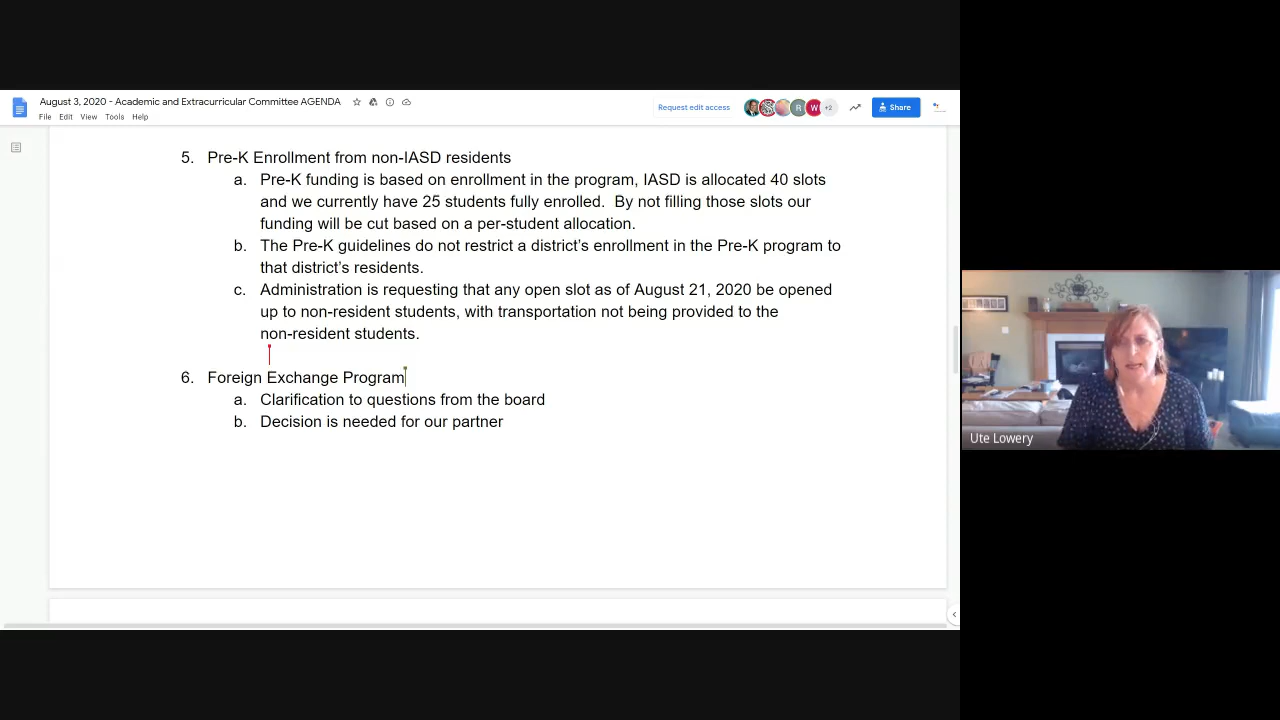 August 3, 2020 - Academic and Extracurricular Committee AGENDA
File Edit View Tools Help
Request edit access
R
W
+2
Share
5. Pre-K Enrollment from non-IASD residents
a. Pre-K funding is based on enrollment in the program, IASD is allocated 40 slots
and we currently have 25 students fully enrolled. By not filling those slots our
funding will be cut based on a per-student allocation.
b. The Pre-K guidelines do not restrict a district's enrollment in the Pre-K program to
that district's residents.
c. Administration is requesting that any open slot as of August 21, 2020 be opened
up to non-resident students, with transportation not being provided to the
non-resident students.
6. Foreign Exchange Program
a. Clarification to questions from the board
b. Decision is needed for our partner
Ute Lowery